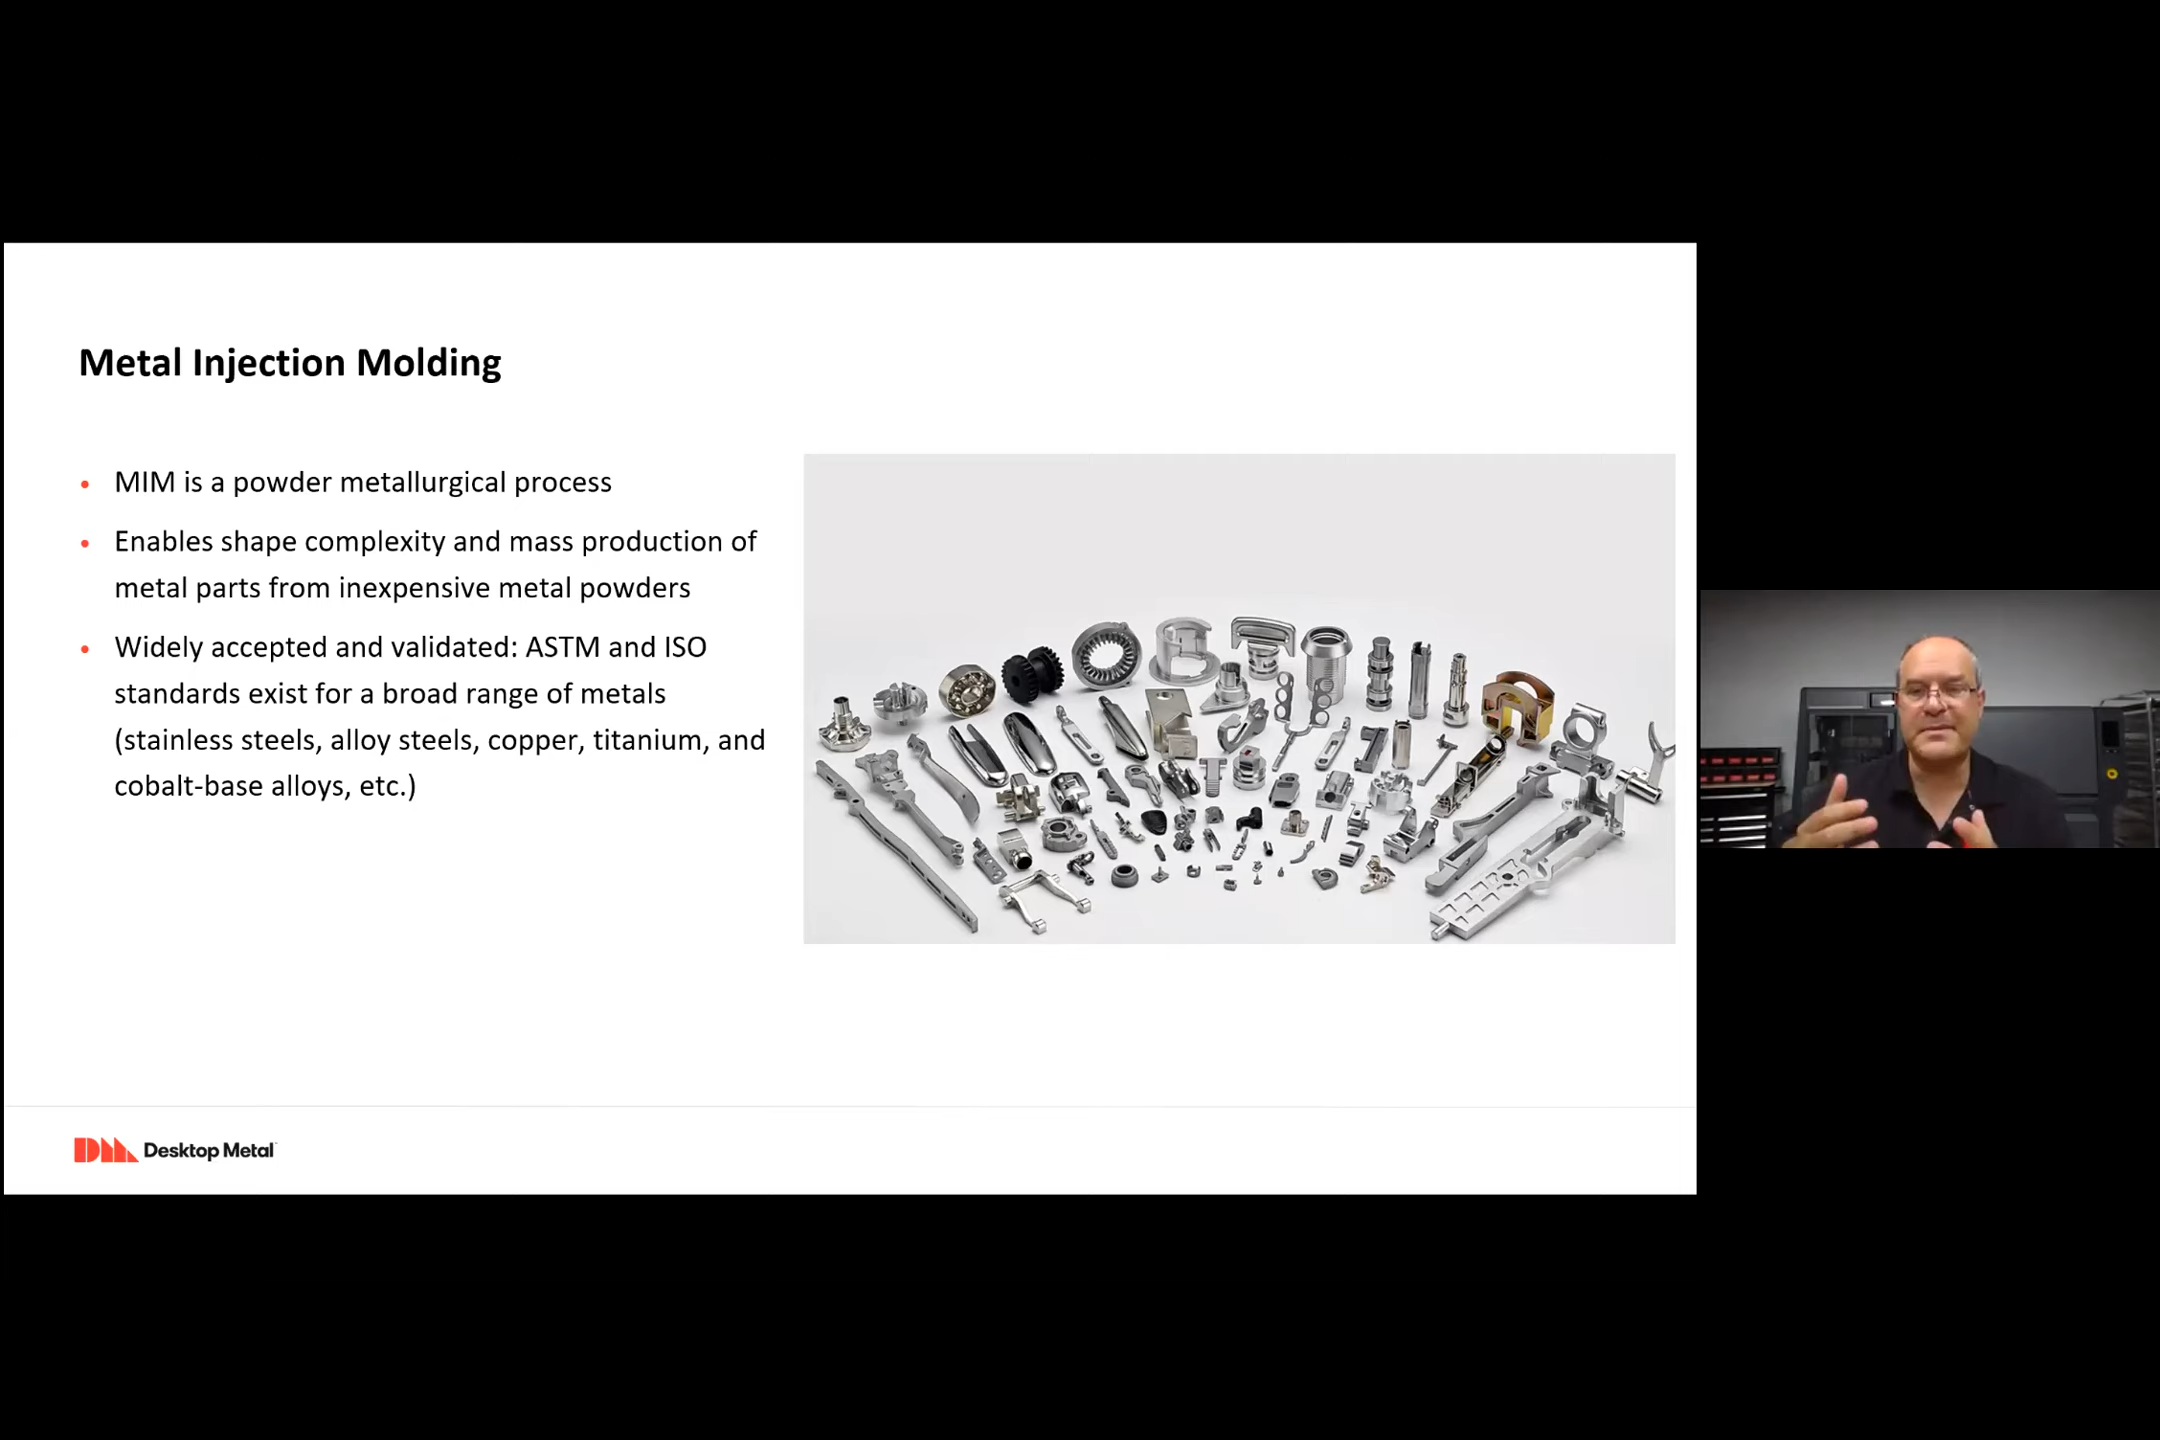 Metal Injection Molding
• MIM is a powder metallurgical process
• Enables shape complexity and mass production of
metal parts from inexpensive metal powders
• Widely accepted and validated: ASTM and ISO
standards exist for a broad range of metals
(stainless steels, alloy steels, copper, titanium, and
cobalt-base alloys, etc.)
Desktop Metal